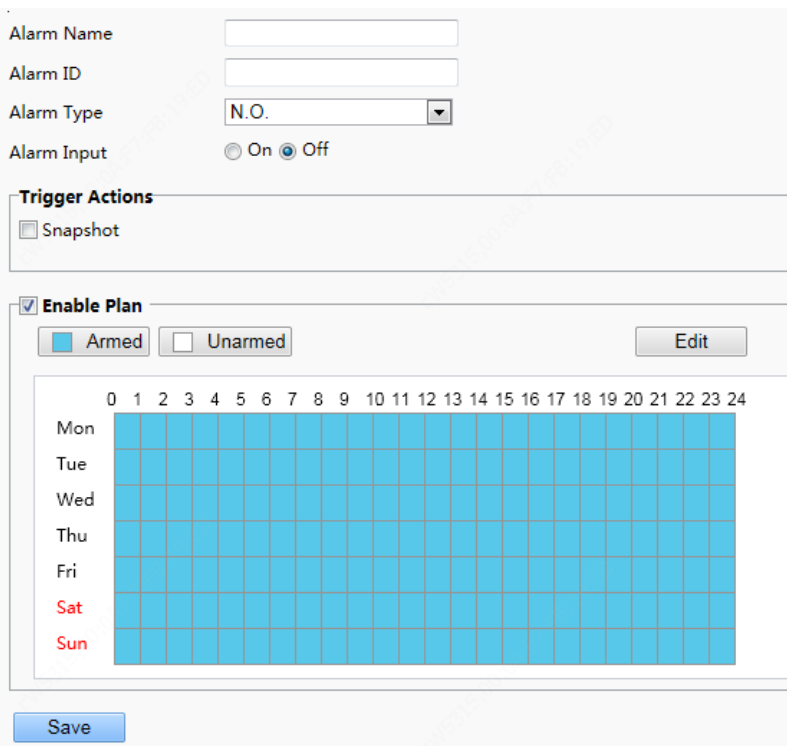 Alarm Name
Alarm ID
Alarm Type N.O.
Alarm Input On Off
Trigger Actions
Snapshot
Enable Plan
Armed Unarmed Edit
0 1 2 3 4 5 6 7 8 9 10 11 12 13 14 15 16 17 18 19 20 21 22 23 24
Mon
Tue
Wed
Thu
Fri
Sat
Sun
Save